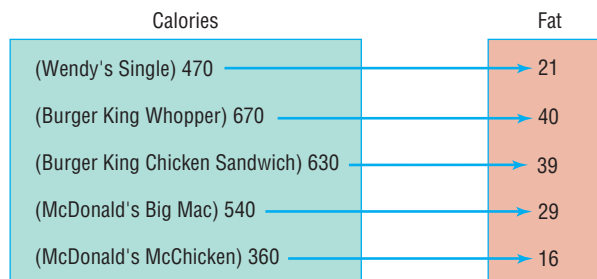 Calories Fat
(Wendy's Single) 470 21
(Burger King Whopper) 670 40
(Burger King Chicken Sandwich) 630 39
(McDonald's Big Mac) 540 29
(McDonald's McChicken) 360 16